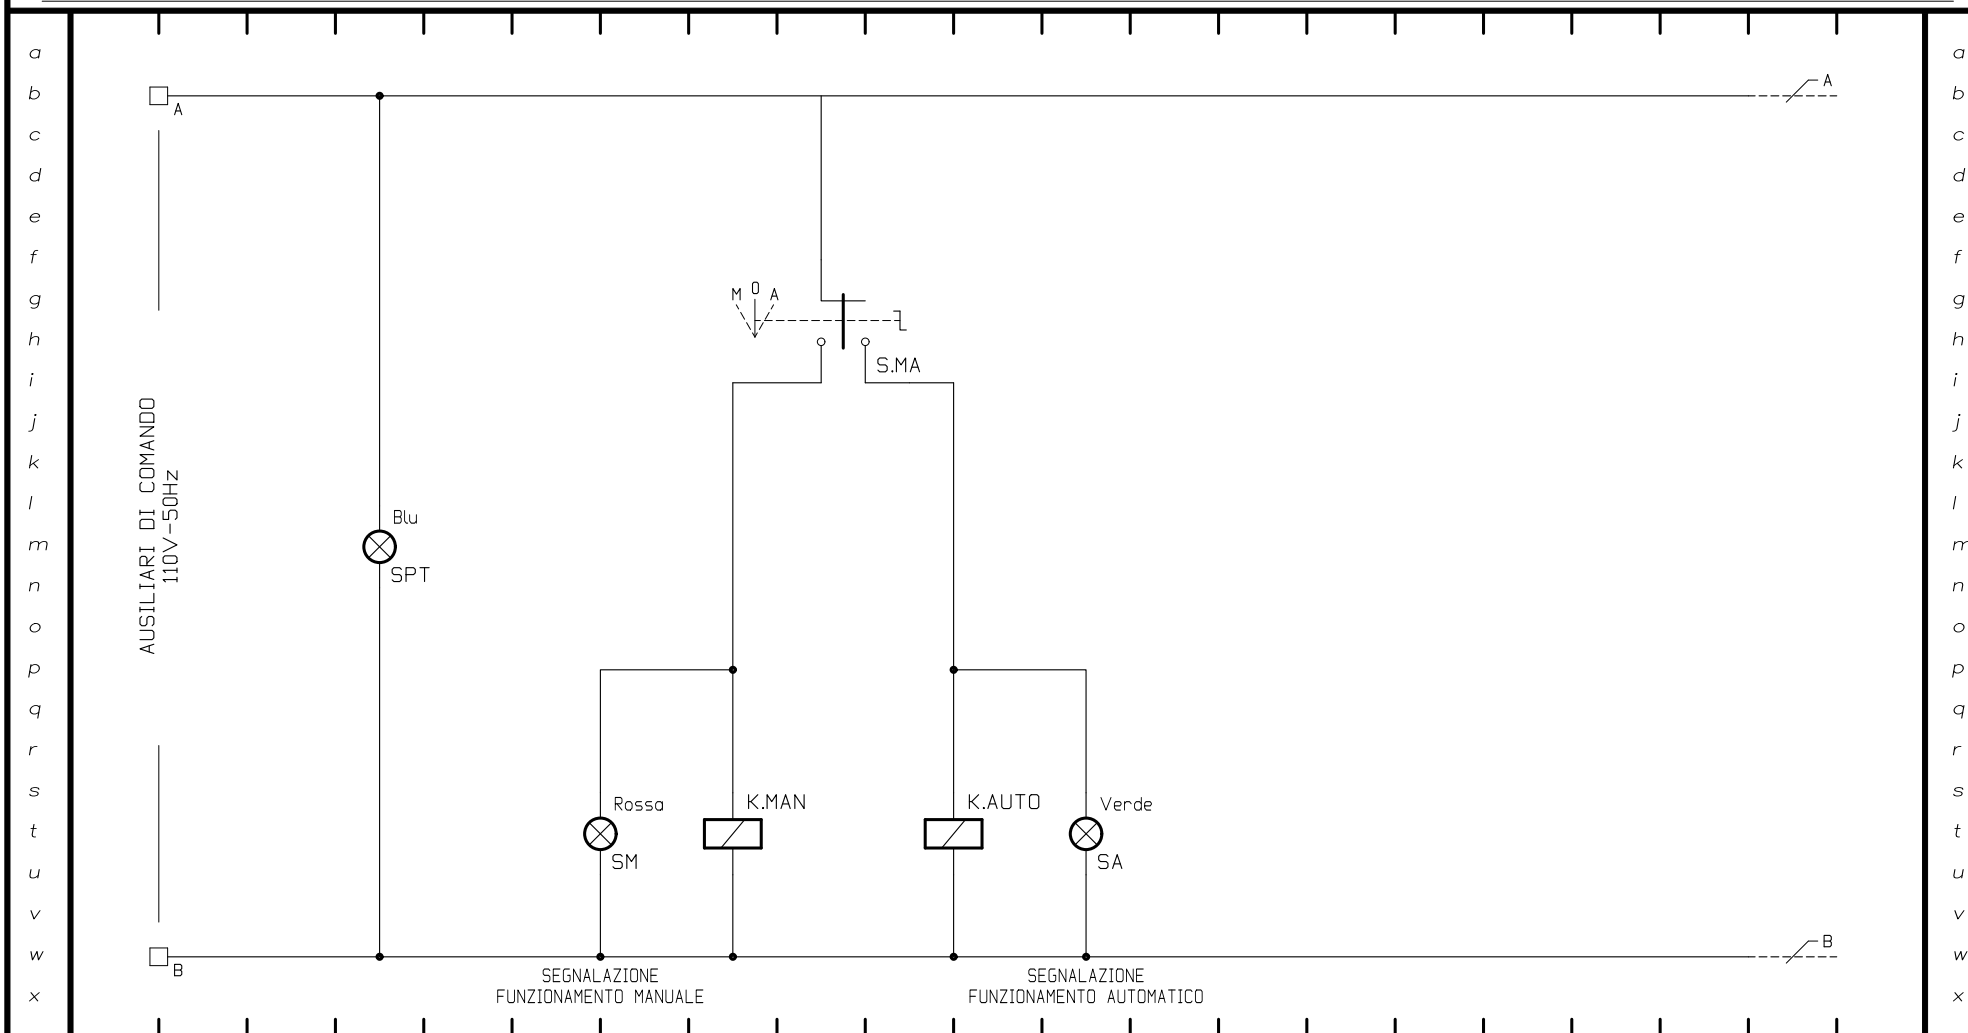 a
b
c
d
e
f
g
h
i
j
k
l
m
n
o
p
q
r
s
t
u
v
w
x
A
AUSILIARI DI COMANDO
110V-50Hz
B
Blu
SPT
M 0 A
S.MA
Rossa
SM
K.MAN
K.AUTO
Verde
SA
SEGNALAZIONE
FUNZIONAMENTO MANUALE
SEGNALAZIONE
FUNZIONAMENTO AUTOMATICO
A
B
a
b
c
d
e
f
g
h
i
j
k
l
m
n
o
p
q
r
s
t
u
v
w
x